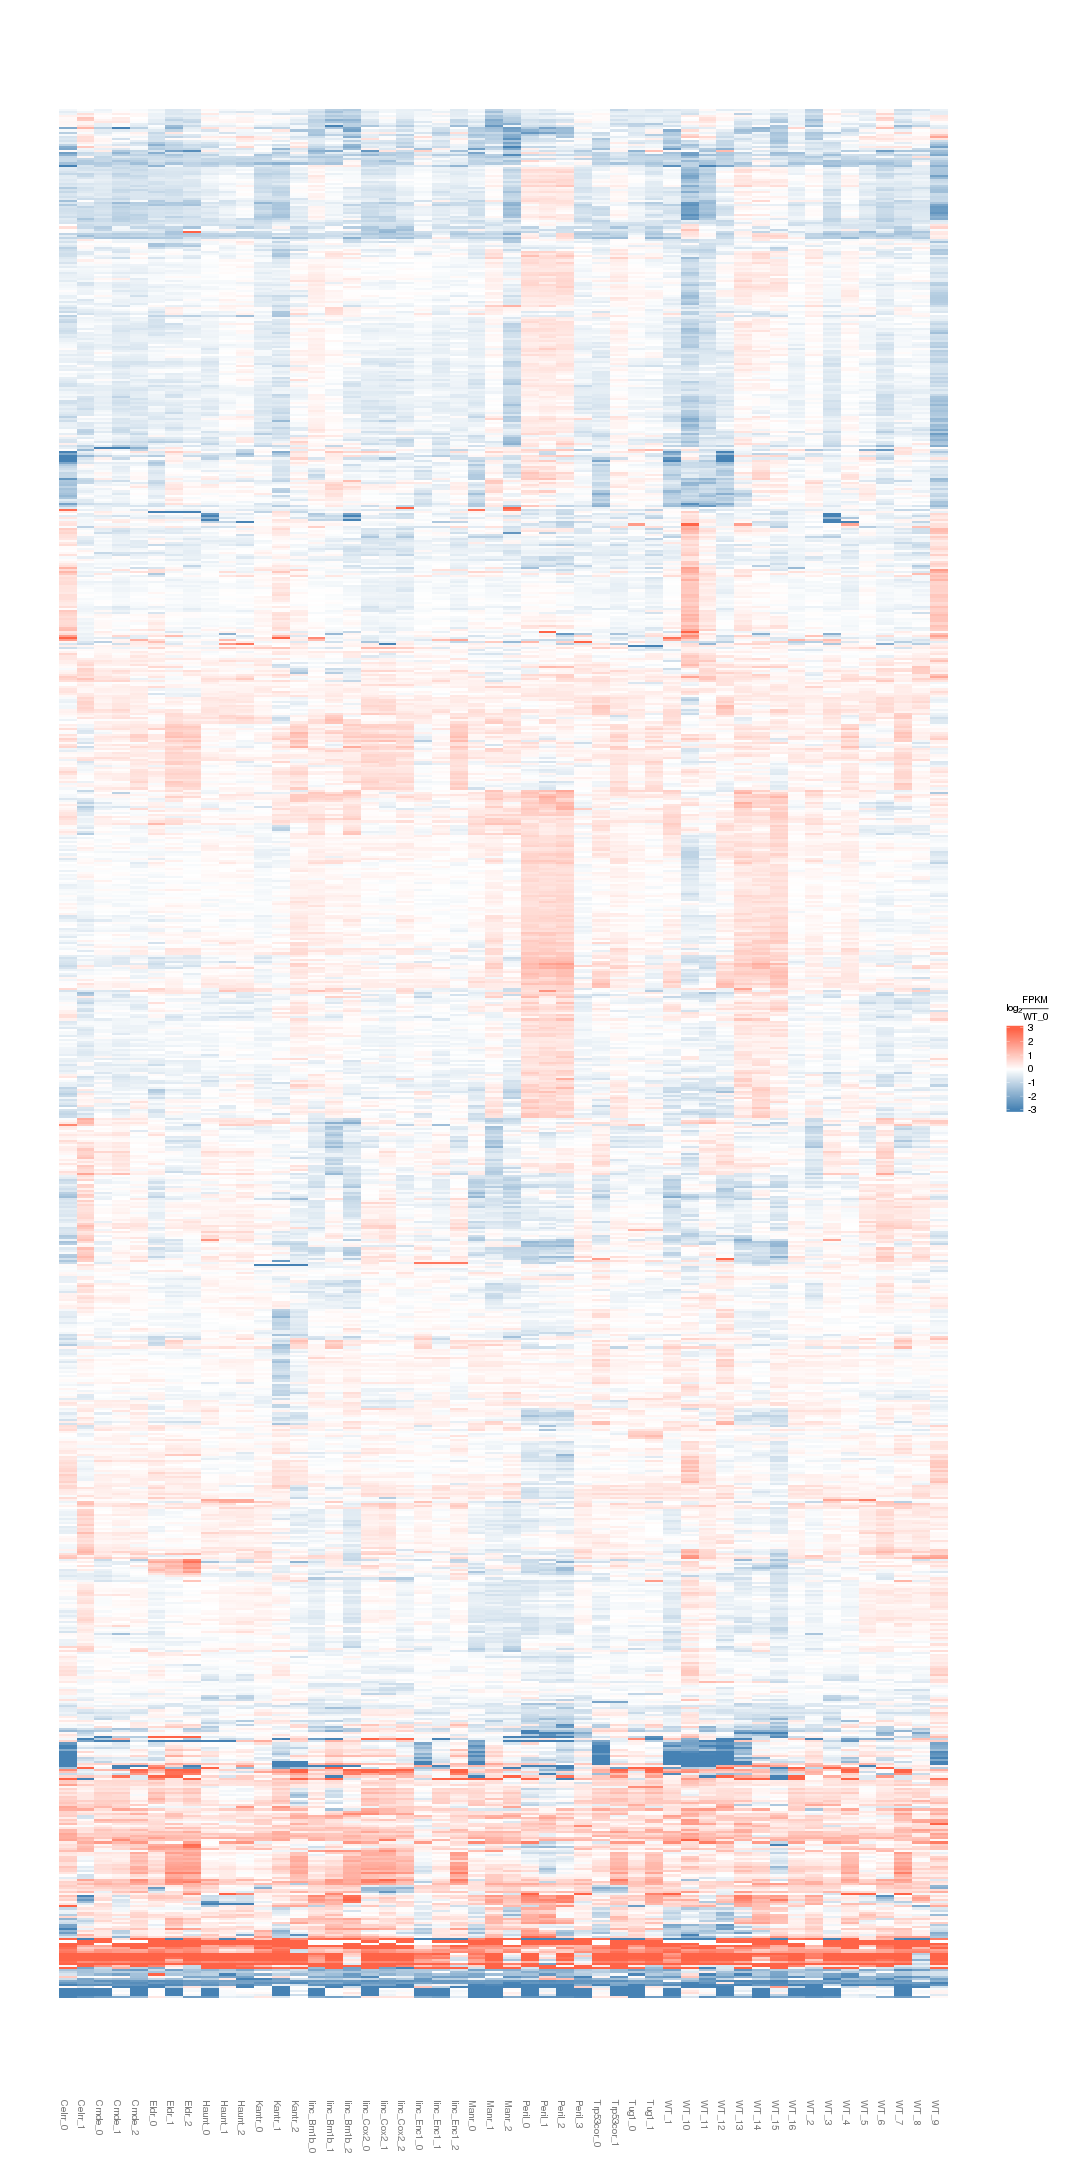 log2 FPKM
WT_0
3
2
1
0
-1
-2
-3
Celrr_0
Celrr_1
Crnde_0
Crnde_1
Crnde_2
Eldr_0
Eldr_1
Eldr_2
Haunt_0
Haunt_1
Haunt_2
Kantr_0
Kantr_1
Kantr_2
linc_Brn1b_0
linc_Brn1b_1
linc_Brn1b_2
linc_Cox2_0
linc_Cox2_1
linc_Cox2_2
linc_Enc1_0
linc_Enc1_1
linc_Enc1_2
Manr_0
Manr_1
Manr_2
Peril_0
Peril_1
Peril_2
Peril_3
Trp53cor_0
Trp53cor_1
Tug1_0
Tug1_1
WT_1
WT_10
WT_11
WT_12
WT_13
WT_14
WT_15
WT_16
WT_2
WT_3
WT_4
WT_5
WT_6
WT_7
WT_8
WT_9